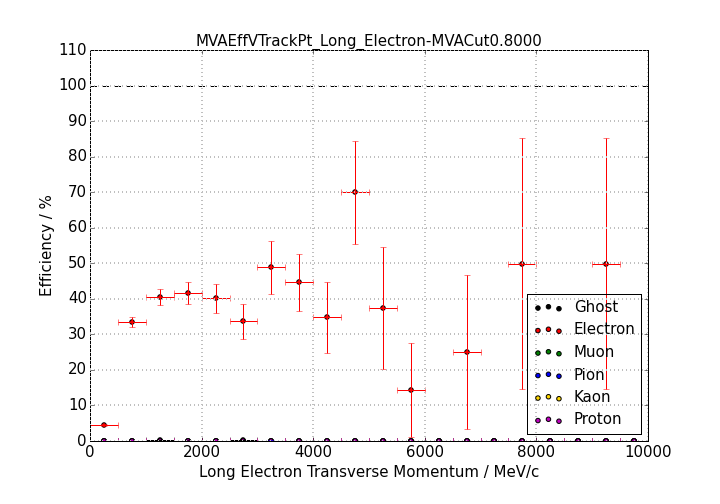 MVAEffVTrackPt_Long_Electron-MVACut0.8000
110
100
90
80
70
60
50
40
30
20
10
0
Efficiency / %
Ghost
Electron
Muon
Pion
Kaon
Proton
0 2000 4000 6000 8000 10000
Long Electron Transverse Momentum / MeV/c